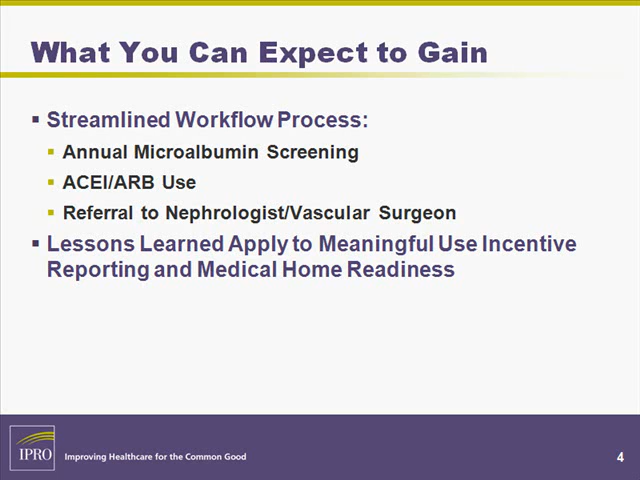 What You Can Expect to Gain
▪ Streamlined Workflow Process:
▪ Annual Microalbumin Screening
▪ ACEI/ARB Use
▪ Referral to Nephrologist/Vascular Surgeon
▪ Lessons Learned Apply to Meaningful Use Incentive
Reporting and Medical Home Readiness
IPRO
Improving Healthcare for the Common Good
4